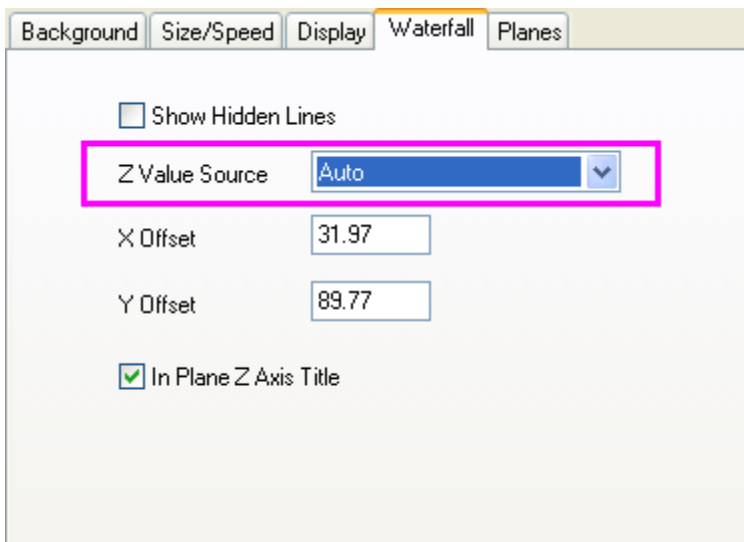 Background Size/Speed Display Waterfall Planes
Show Hidden Lines
Z Value Source Auto
X Offset 31.97
Y Offset 89.77
In Plane Z Axis Title